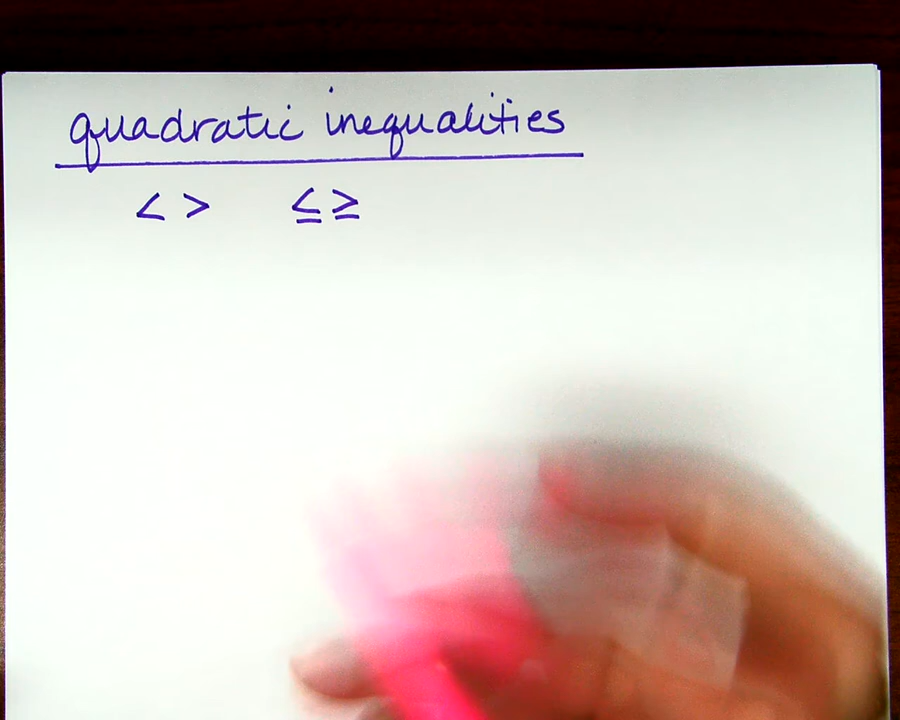 quadratic inequalities
< > ≤ ≥